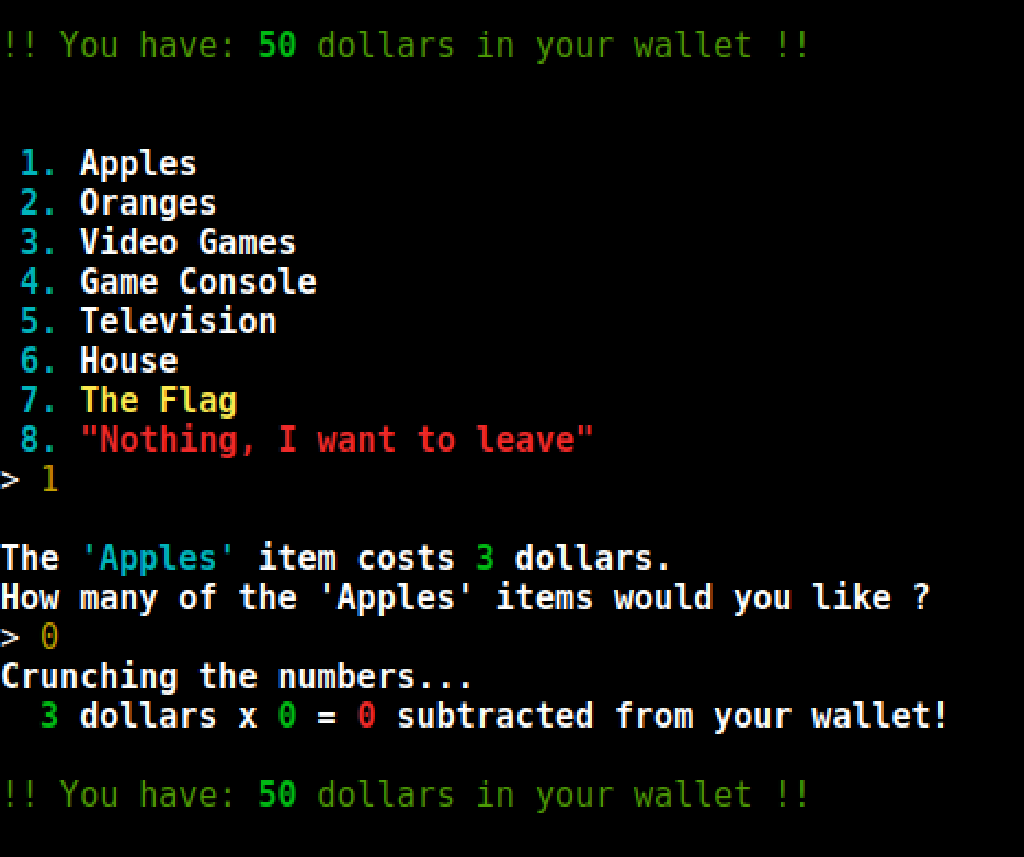 !! You have: 50 dollars in your wallet !!
1. Apples
2. Oranges
3. Video Games
4. Game Console
5. Television
6. House
7. The Flag
8. "Nothing, I want to leave"
> 1
The 'Apples' item costs 3 dollars.
How many of the 'Apples' items would you like ?
> 0
Crunching the numbers...
3 dollars x 0 = 0 subtracted from your wallet!
!! You have: 50 dollars in your wallet !!